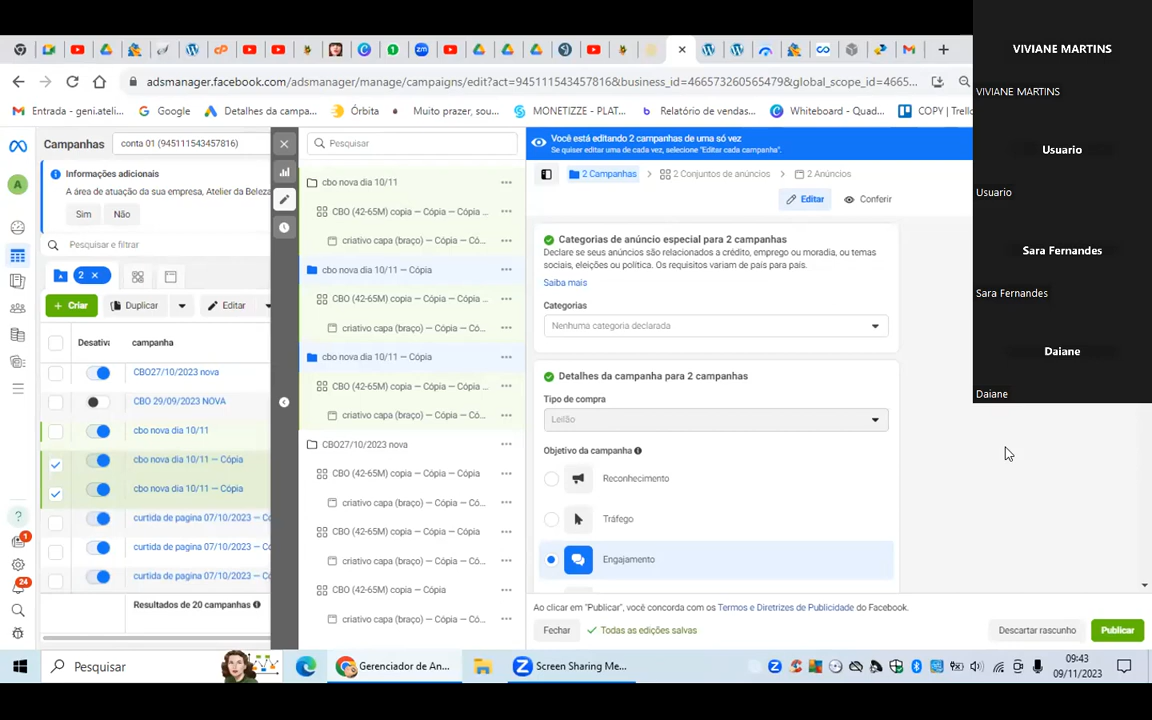 adsmanager.facebook.com/adsmanager/manage/campaigns/edit?act=945111543457816&business_id=466573260565479&global_scope_id=4665...
Entrada – geni.atelie...
Google
Detalhes da campa...
Órbita
Muito prazer, sou...
MONETIZZE - PLAT...
Relatório de vendas...
Whiteboard - Quad...
COPY | Trello
Campanhas
conta 01 (945111543457816)
Informações adicionais
A área de atuação da sua empresa, Atelier da Beleza
Sim
Não
Pesquisar e filtrar
2
+ Criar
Duplicar
Editar
Desativ
campanha
CBO27/10/2023 nova
CBO 29/09/2023 NOVA
cbo nova dia 10/11
cbo nova dia 10/11 — Cópia
cbo nova dia 10/11 — Cópia
curtida de pagina 07/10/2023 — Có
curtida de pagina 07/10/2023 — Có
curtida de pagina 07/10/2023 — Có
Resultados de 20 campanhas
A
1
24
Pesquisar
cbo nova dia 10/11
CBO (42-65M) copia — Cópia — Cópia ...
criativo capa (braço) — Có...
cbo nova dia 10/11 — Cópia
CBO (42-65M) copia — Cópia — Cópia ...
criativo capa (braço) — Có...
cbo nova dia 10/11 — Cópia
CBO (42-65M) copia — Cópia — Cópia ...
criativo capa (braço) — Có...
CBO27/10/2023 nova
CBO (42-65M) copia — Cópia — Cópia
criativo capa (braço) — Cóp...
CBO (42-65M) copia — Cópia
criativo capa (braço) — Cóp...
CBO (42-65M) copia
criativo capa (braço) — Cóp...
Você está editando 2 campanhas de uma só vez
Se quiser editar uma de cada vez, selecione "Editar cada campanha".
2 Campanhas
2 Conjuntos de anúncios
2 Anúncios
Editar
Conferir
Categorias de anúncio especial para 2 campanhas
Declare se seus anúncios são relacionados a crédito, emprego ou moradia, ou temas
sociais, eleições ou política. Os requisitos variam de país para país.
Saiba mais
Categorias
Nenhuma categoria declarada
Detalhes da campanha para 2 campanhas
Tipo de compra
Leilão
Objetivo da campanha
Reconhecimento
Tráfego
Engajamento
Ao clicar em "Publicar", você concorda com os Termos e Diretrizes de Publicidade do Facebook.
Fechar
Todas as edições salvas
Descartar rascunho
Publicar
VIVIANE MARTINS
VIVIANE MARTINS
Usuario
Usuario
Sara Fernandes
Sara Fernandes
Daiane
Daiane
Pesquisar
Gerenciador de An...
Screen Sharing Me...
09:43
09/11/2023